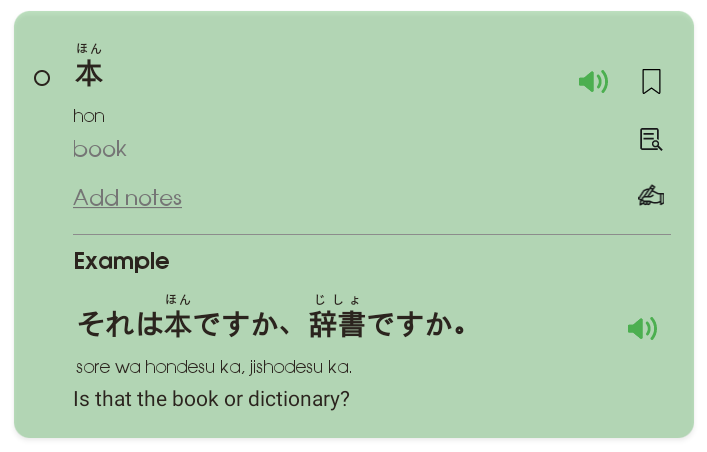 ほん
本
hon
book
Add notes
Example
ほん じしょ
それは本ですか、辞書ですか。
sore wa hondesu ka, jishodesu ka.
Is that the book or dictionary?